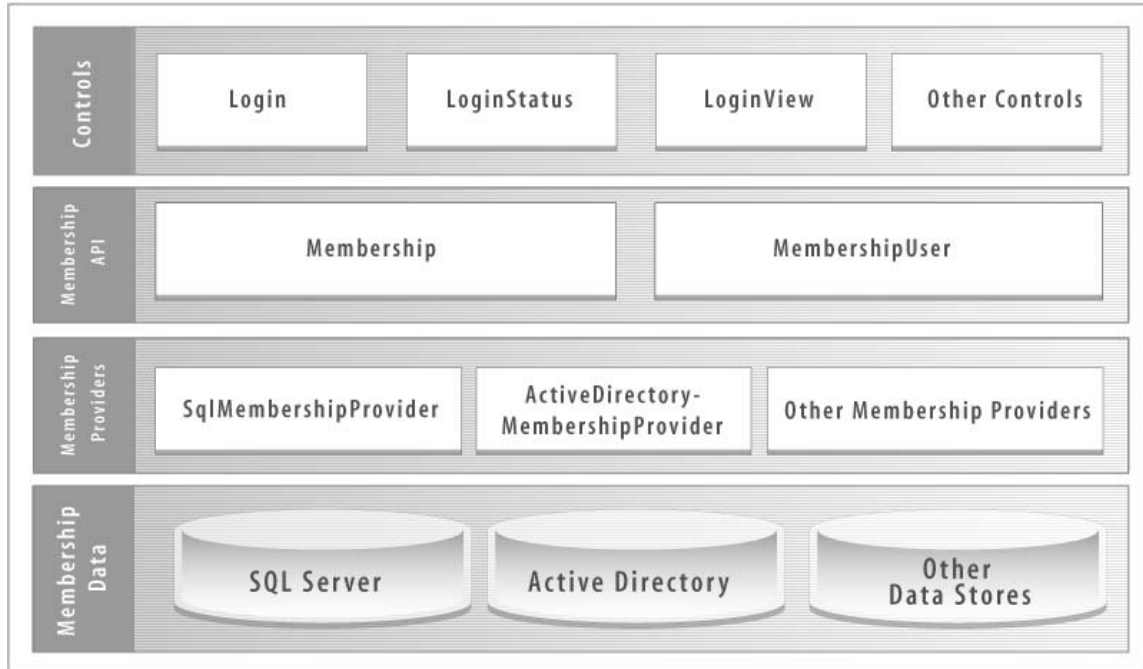 Controls
Login
LoginStatus
LoginView
Other Controls
Membership
API
Membership
MembershipUser
Membership
Providers
SqlMembershipProvider
ActiveDirectory-
MembershipProvider
Other Membership Providers
Membership
Data
SQL Server
Active Directory
Other
Data Stores